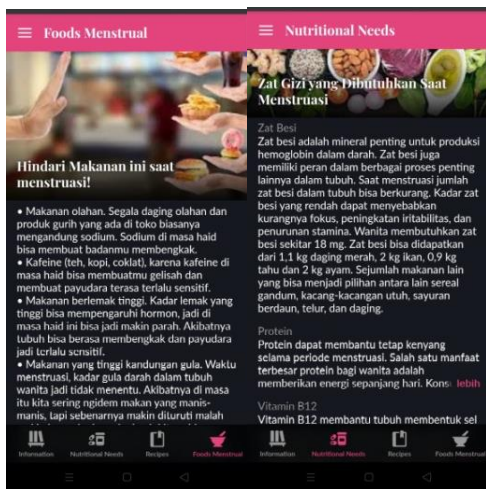 Foods Menstrual
Hindari Makanan ini saat
menstruasi!
• Makanan olahan. Segala daging olahan dan
produk gurih yang ada di toko biasanya
mengandung sodium. Sodium di masa haid
bisa membuat badanmu membengkak.
• Kafeine (teh, kopi, coklat), karena kafeine di
masa haid bisa membuatmu gelisah dan
membuat payudara terasa terlalu sensitif.
• Makanan berlemak tinggi. Kadar lemak yang
tinggi bisa mempengaruhi hormon, jadi di
masa haid ini bisa jadi makin parah. Akibatnya
tubuh bisa berasa membengkak dan payudara
jadi terlalu sensitif.
• Makanan yang tinggi kandungan gula. Waktu
menstruasi, kadar gula darah dalam tubuh
wanita jadi tidak menentu. Akibatnya di masa
itu kita sering ngidem makan yang manis-
manis, tapi sebenarnya makin dituruti malah
Information
Nutritional Needs
Recipes
Foods Menstrual
Nutritional Needs
Zat Gizi yang Dibutuhkan Saat
Menstruasi
Zat Besi
Zat besi adalah mineral penting untuk produksi
hemoglobin dalam darah. Zat besi juga
memiliki peran dalam berbagai proses penting
lainnya dalam tubuh. Saat menstruasi jumlah
zat besi dalam tubuh bisa berkurang. Kadar zat
besi yang rendah dapat menyebabkan
kurangnya fokus, peningkatan iritabilitas, dan
penurunan stamina. Wanita membutuhkan zat
besi sekitar 18 mg. Zat besi bisa didapatkan
dari 1,1 kg daging merah, 2 kg ikan, 0,9 kg
tahu dan 2 kg ayam. Sejumlah makanan lain
yang bisa menjadi pilihan antara lain sereal
gandum, kacang-kacangan utuh, sayuran
berdaun, telur, dan daging.
Protein
Protein dapat membantu tetap kenyang
selama periode menstruasi. Salah satu manfaat
terbesar protein bagi wanita adalah
memberikan energi sepanjang hari. Kons lebih
Vitamin B12
Vitamin B12 membantu tubuh membentuk sel
Information
Nutritional Needs
Recipes
Foods Menstrual